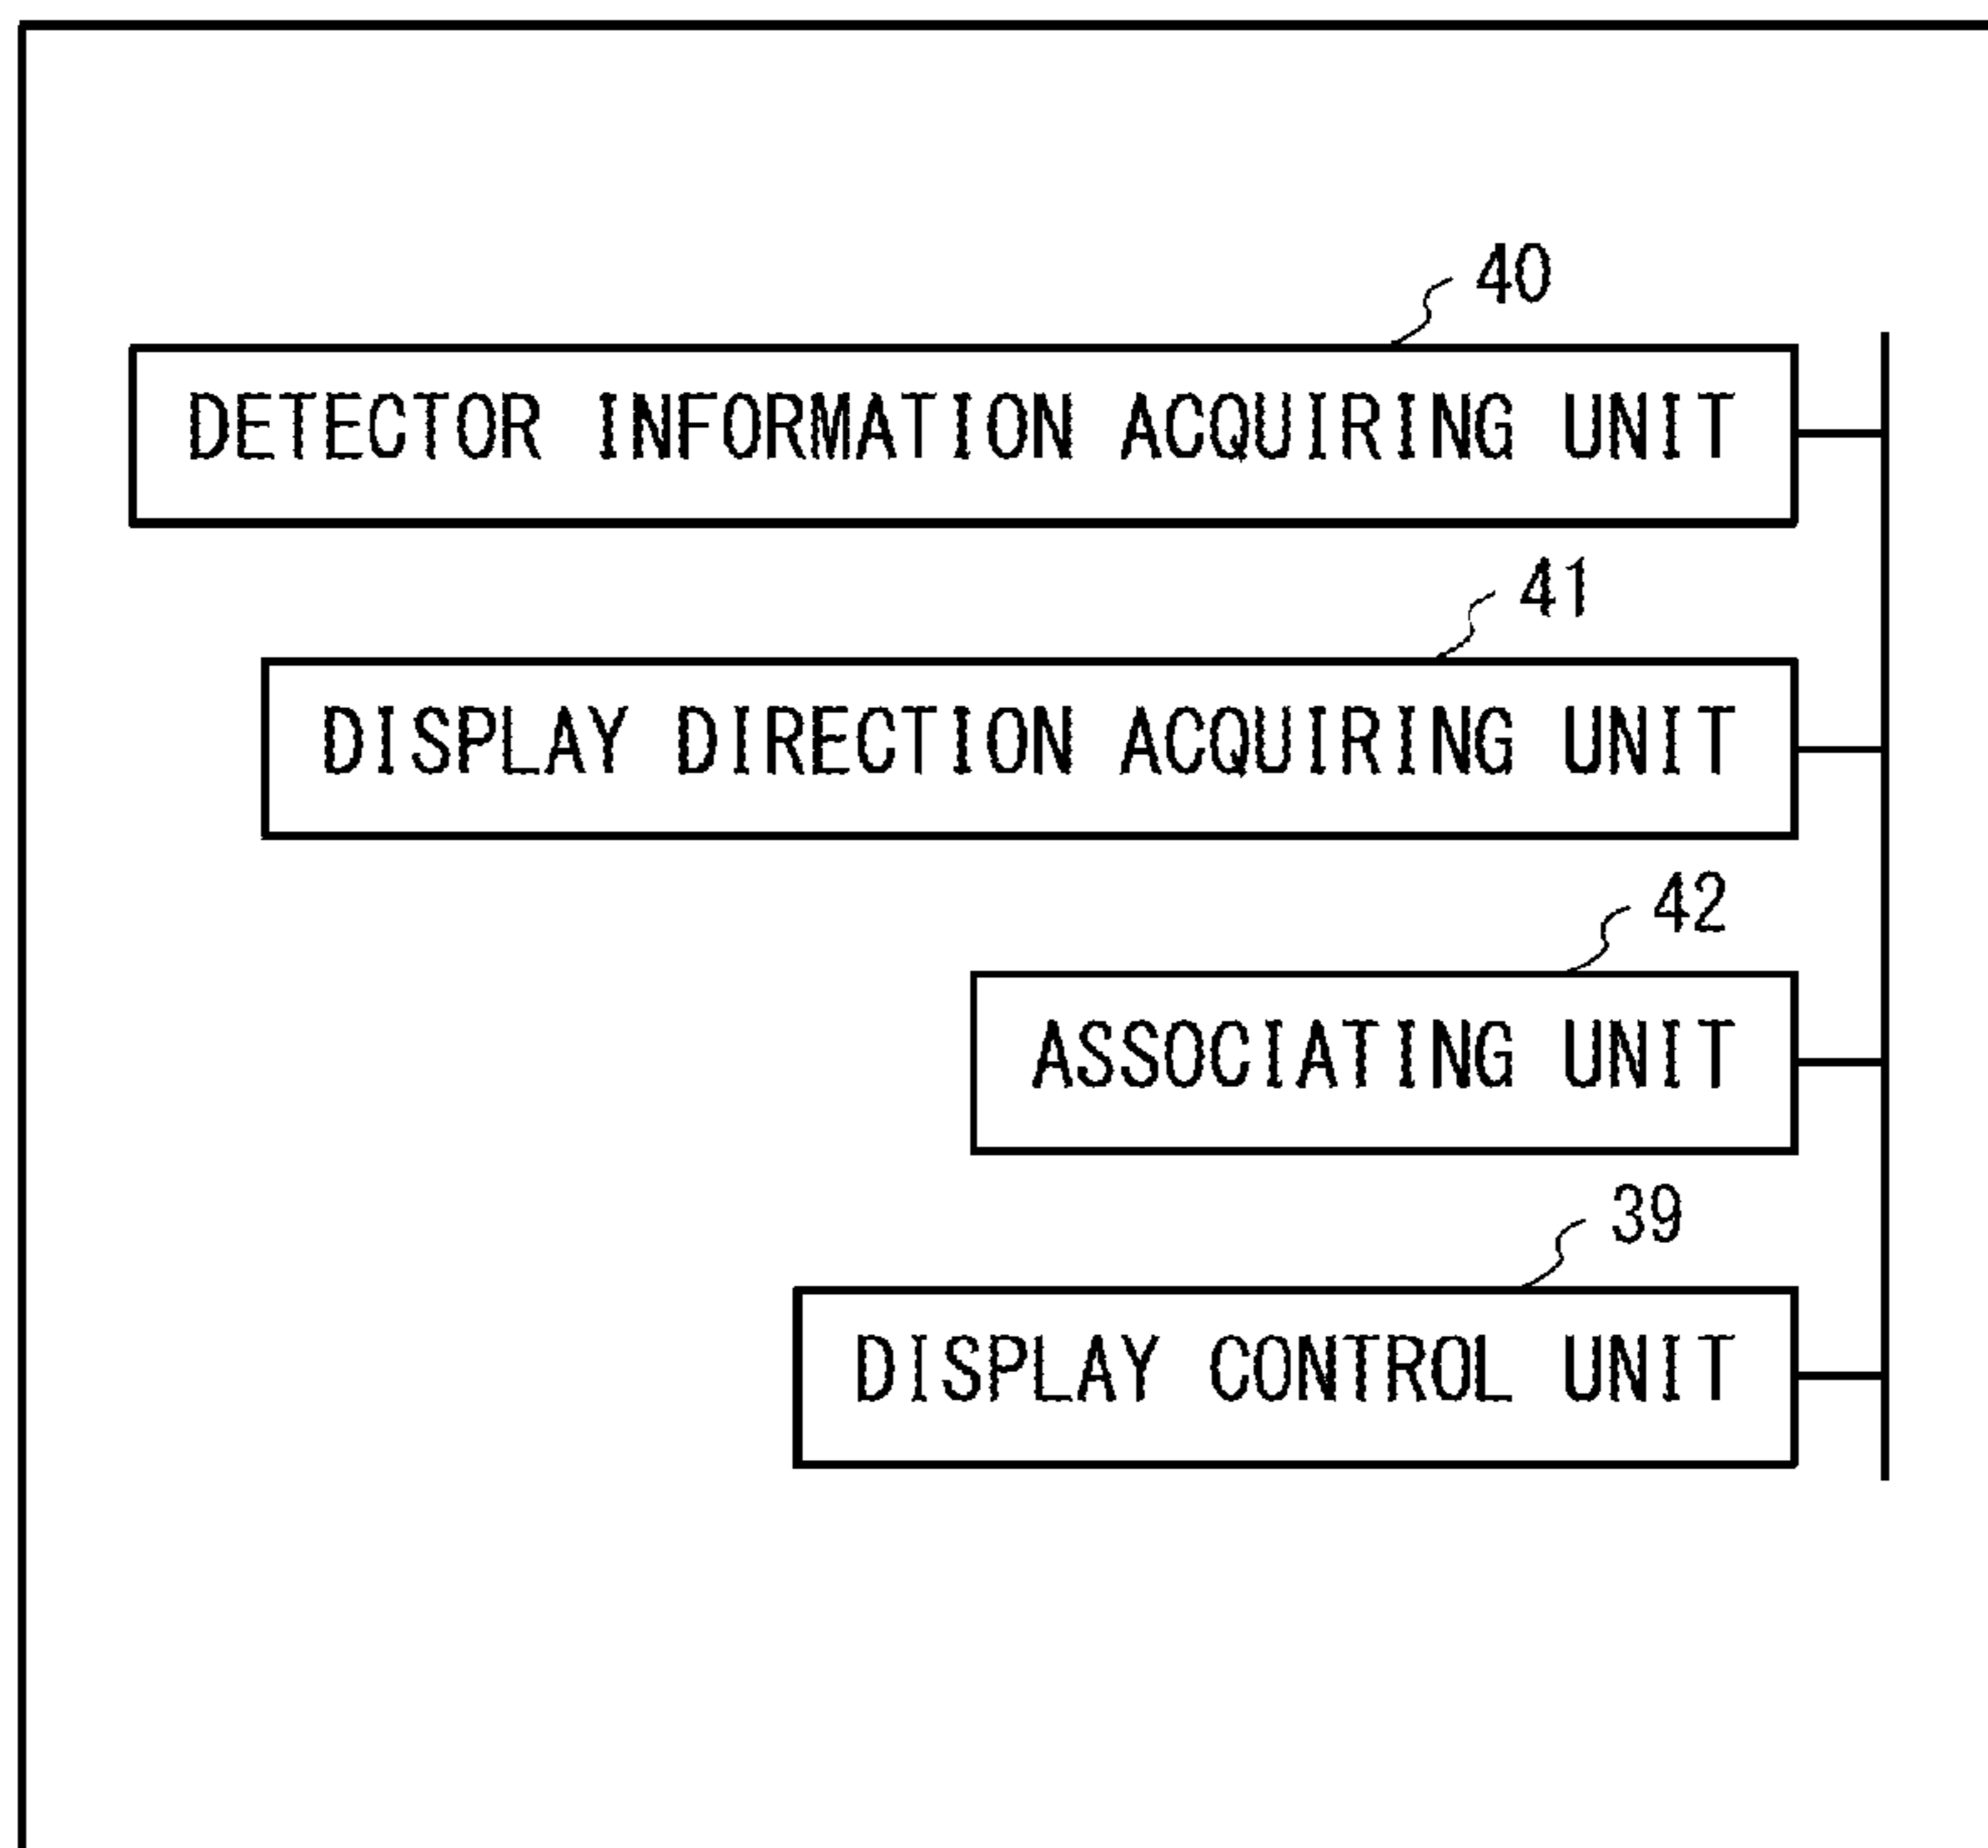 40
DETECTOR INFORMATION ACQUIRING UNIT
41
DISPLAY DIRECTION ACQUIRING UNIT
42
ASSOCIATING UNIT
39
DISPLAY CONTROL UNIT